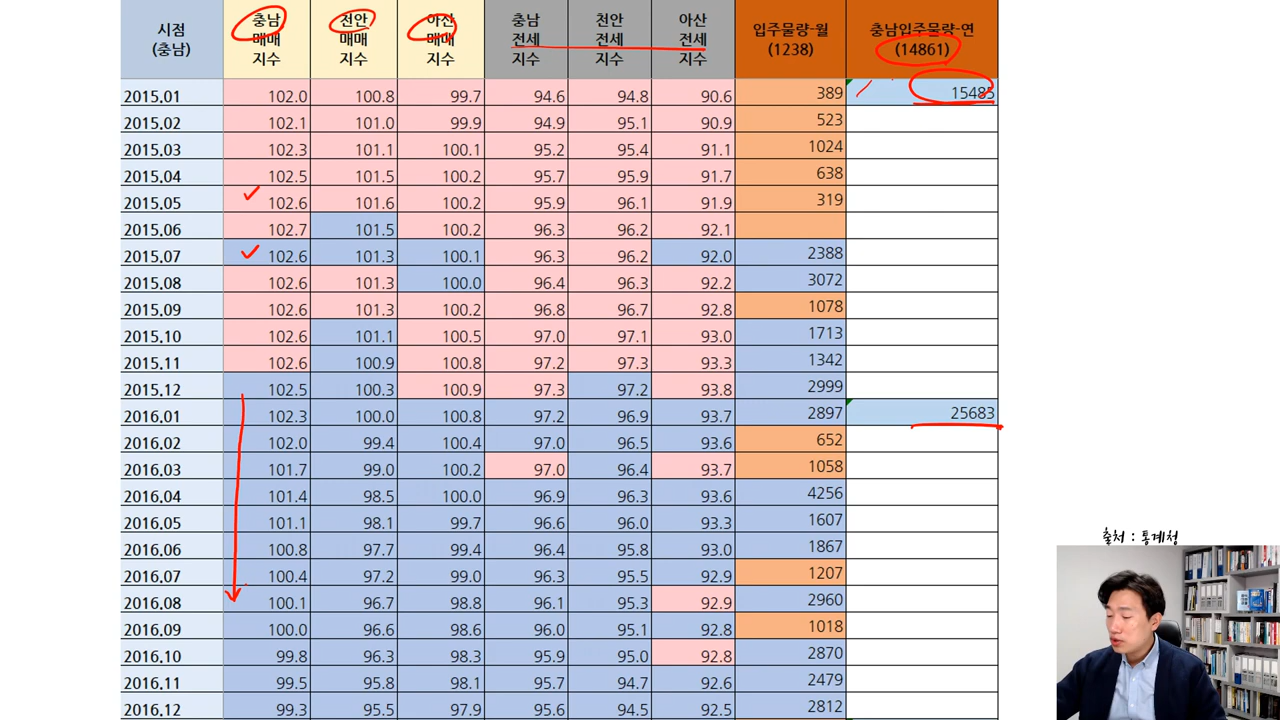 시점 (충남) 충남 매매 지수 천안 매매 지수 아산 매매 지수 충남 전세 지수 천안 전세 지수 아산 전세 지수 입주물량-월 (1238) 충남입주물량-연 (14861)
2015.01 102.0 100.8 99.7 94.6 94.8 90.6 389 15485
2015.02 102.1 101.0 99.9 94.9 95.1 90.9 523
2015.03 102.3 101.1 100.1 95.2 95.4 91.1 1024
2015.04 102.5 101.5 100.2 95.7 95.9 91.7 638
2015.05 102.6 101.6 100.2 95.9 96.1 91.9 319
2015.06 102.7 101.5 100.2 96.3 96.2 92.1
2015.07 102.6 101.3 100.1 96.3 96.2 92.0 2388
2015.08 102.6 101.3 100.0 96.4 96.3 92.2 3072
2015.09 102.6 101.3 100.2 96.8 96.7 92.8 1078
2015.10 102.6 101.1 100.5 97.0 97.1 93.0 1713
2015.11 102.6 100.9 100.8 97.2 97.3 93.3 1342
2015.12 102.5 100.3 100.9 97.3 97.2 93.8 2999
2016.01 102.3 100.0 100.8 97.2 96.9 93.7 2897 25683
2016.02 102.0 99.4 100.4 97.0 96.5 93.6 652
2016.03 101.7 99.0 100.2 97.0 96.4 93.7 1058
2016.04 101.4 98.5 100.0 96.9 96.3 93.6 4256
2016.05 101.1 98.1 99.7 96.6 96.0 93.3 1607
2016.06 100.8 97.7 99.4 96.4 95.8 93.0 1867
2016.07 100.4 97.2 99.0 96.3 95.5 92.9 1207
2016.08 100.1 96.7 98.8 96.1 95.3 92.9 2960
2016.09 100.0 96.6 98.6 96.0 95.1 92.8 1018
2016.10 99.8 96.3 98.3 95.9 95.0 92.8 2870
2016.11 99.5 95.8 98.1 95.7 94.7 92.6 2479
2016.12 99.3 95.5 97.9 95.6 94.5 92.5 2812
출처 : 통계청